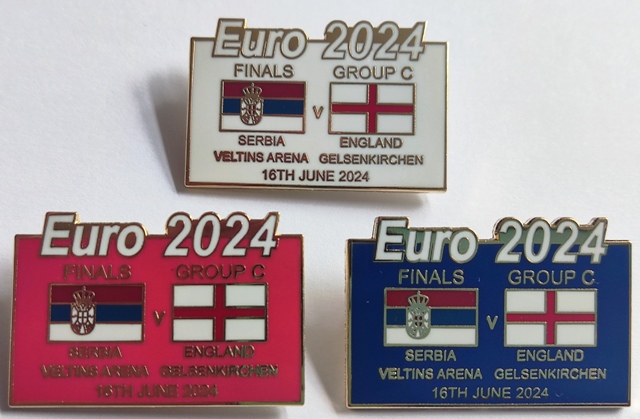 Euro 2024
FINALS GROUP C
v
SERBIA ENGLAND
VELTINS ARENA GELSENKIRCHEN
16TH JUNE 2024
Euro 2024
FINALS GROUP C
v
SERBIA ENGLAND
VELTINS ARENA GELSENKIRCHEN
16TH JUNE 2024
Euro 2024
FINALS GROUP C
v
SERBIA ENGLAND
VELTINS ARENA GELSENKIRCHEN
16TH JUNE 2024